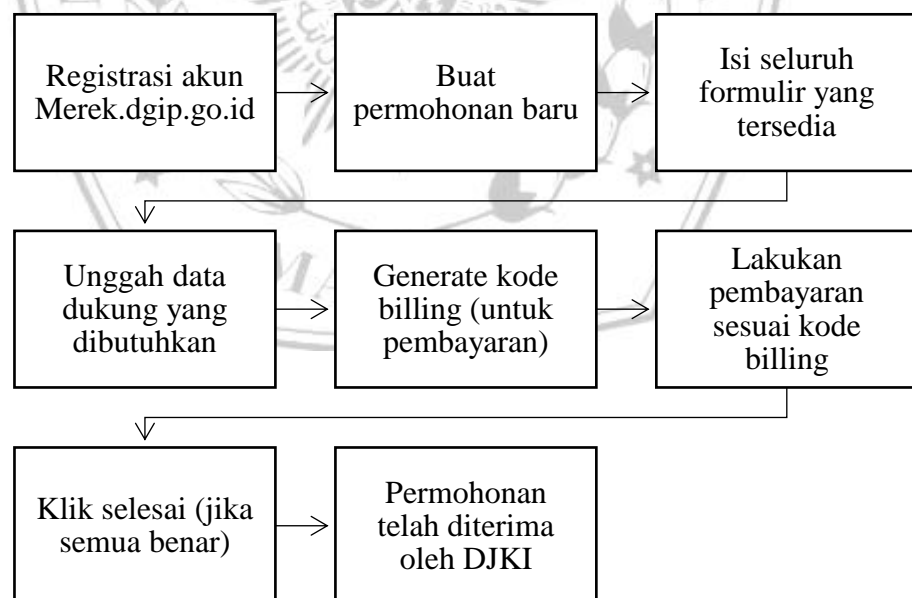 Registrasi akun
Merek.dgip.go.id
Buat
permohonan baru
Isi seluruh
formulir yang
tersedia
Unggah data
dukung yang
dibutuhkan
Generate kode
billing (untuk
pembayaran)
Lakukan
pembayaran
sesuai kode
billing
Klik selesai (jika
semua benar)
Permohonan
telah diterima
oleh DJKI